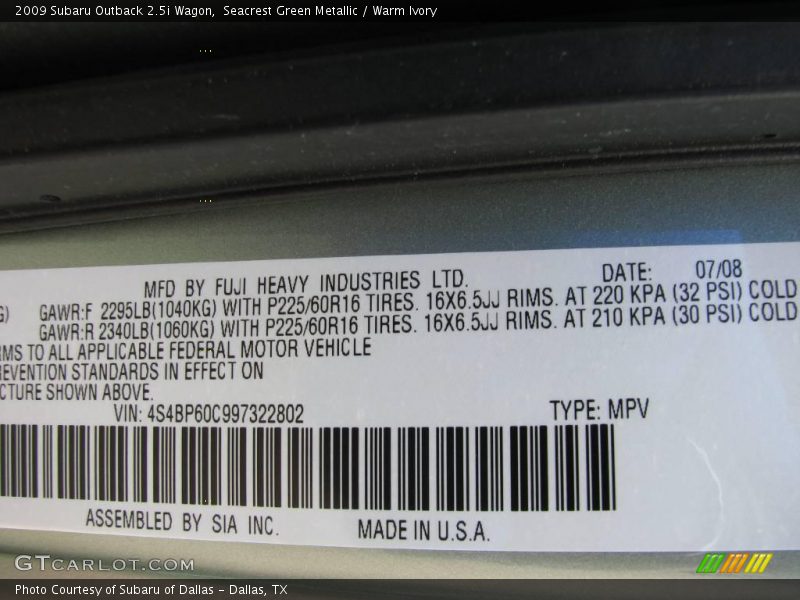 2009 Subaru Outback 2.5i Wagon,  Seacrest Green Metallic / Warm Ivory
MFD BY FUJI HEAVY INDUSTRIES LTD. DATE: 07/08
G) GAWR:F 2295LB(1040KG) WITH P225/60R16 TIRES. 16X6.5JJ RIMS. AT 220 KPA (32 PSI) COLD
GAWR:R 2340LB(1060KG) WITH P225/60R16 TIRES. 16X6.5JJ RIMS. AT 210 KPA (30 PSI) COLD
RMS TO ALL APPLICABLE FEDERAL MOTOR VEHICLE
REVENTION STANDARDS IN EFFECT ON
CTURE SHOWN ABOVE.
VIN: 4S4BP60C997322802 TYPE: MPV
ASSEMBLED BY SIA INC. MADE IN U.S.A.
GTCARLOT.COM
Photo Courtesy of Subaru of Dallas - Dallas, TX